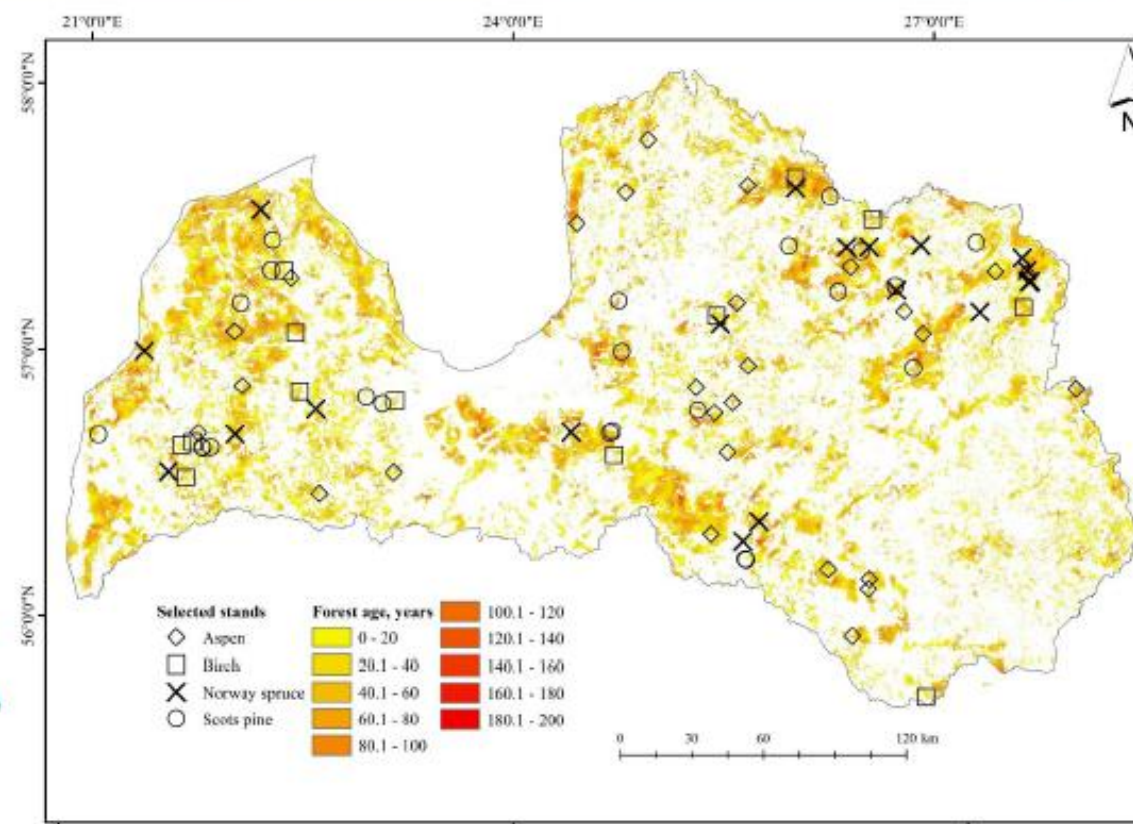 21°0'0"E 24°0'0"E 27°0'0"E
58°0'0"N
N
57°0'0"N
56°0'0"N
Selected stands
Aspen
Birch
Norway spruce
Scots pine
Forest age, years
0 - 20
20.1 - 40
40.1 - 60
60.1 - 80
80.1 - 100
100.1 - 120
120.1 - 140
140.1 - 160
160.1 - 180
180.1 - 200
0 30 60 120 km